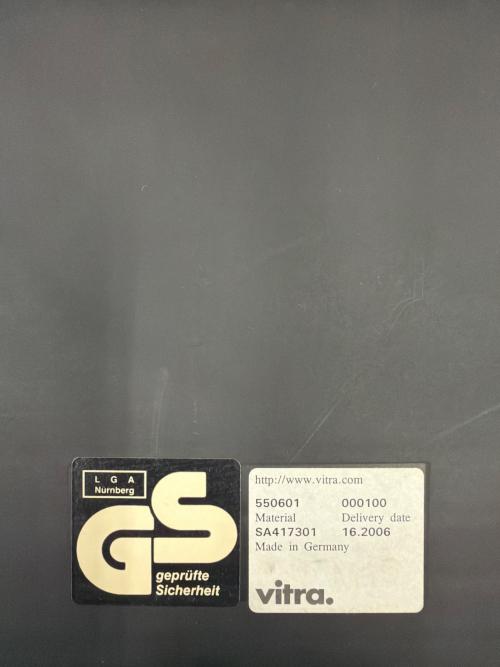 L G A
Nürnberg
GS
geprüfte
Sicherheit
http://www.vitra.com
550601 000100
Material Delivery date
SA417301 16.2006
Made in Germany
vitra.